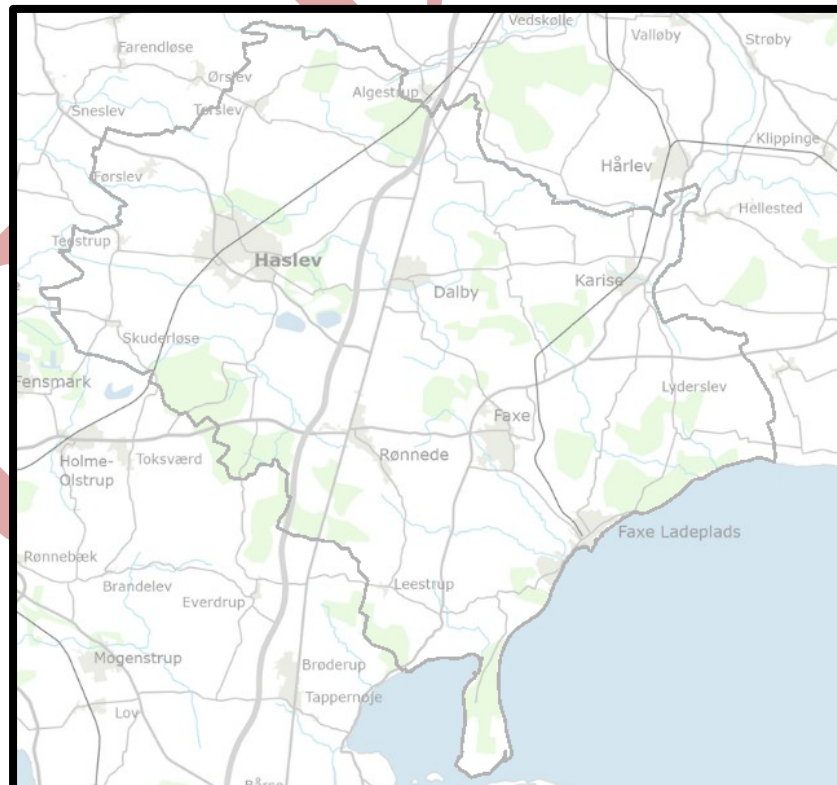 Vedskølle
Farendløse
Valløby
Strøby
Ørslev
Algestrup
Sneslev
Terslev
Klippinge
Hårlev
Førslev
Hellested
Teestrup
Haslev
Karise
Dalby
Skuderløse
Fensmark
Lyderslev
Faxe
Rønnede
Holme-
Olstrup
Toksværd
Faxe Ladeplads
Rønnebæk
Brandelev
Leestrup
Everdrup
Mogenstrup
Brøderup
Tappernøje
Lov